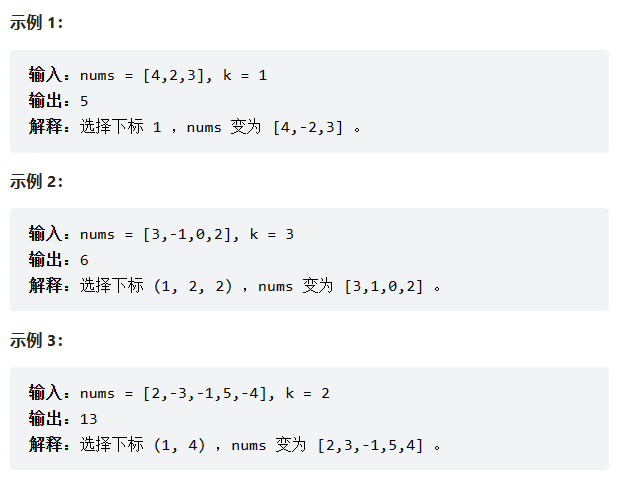 示例 1：
输入：nums = [4,2,3], k = 1
输出：5
解释：选择下标 1 ，nums 变为 [4,-2,3] 。
示例 2：
输入：nums = [3,-1,0,2], k = 3
输出：6
解释：选择下标 (1, 2, 2) ，nums 变为 [3,1,0,2] 。
示例 3：
输入：nums = [2,-3,-1,5,-4], k = 2
输出：13
解释：选择下标 (1, 4) ，nums 变为 [2,3,-1,5,4] 。